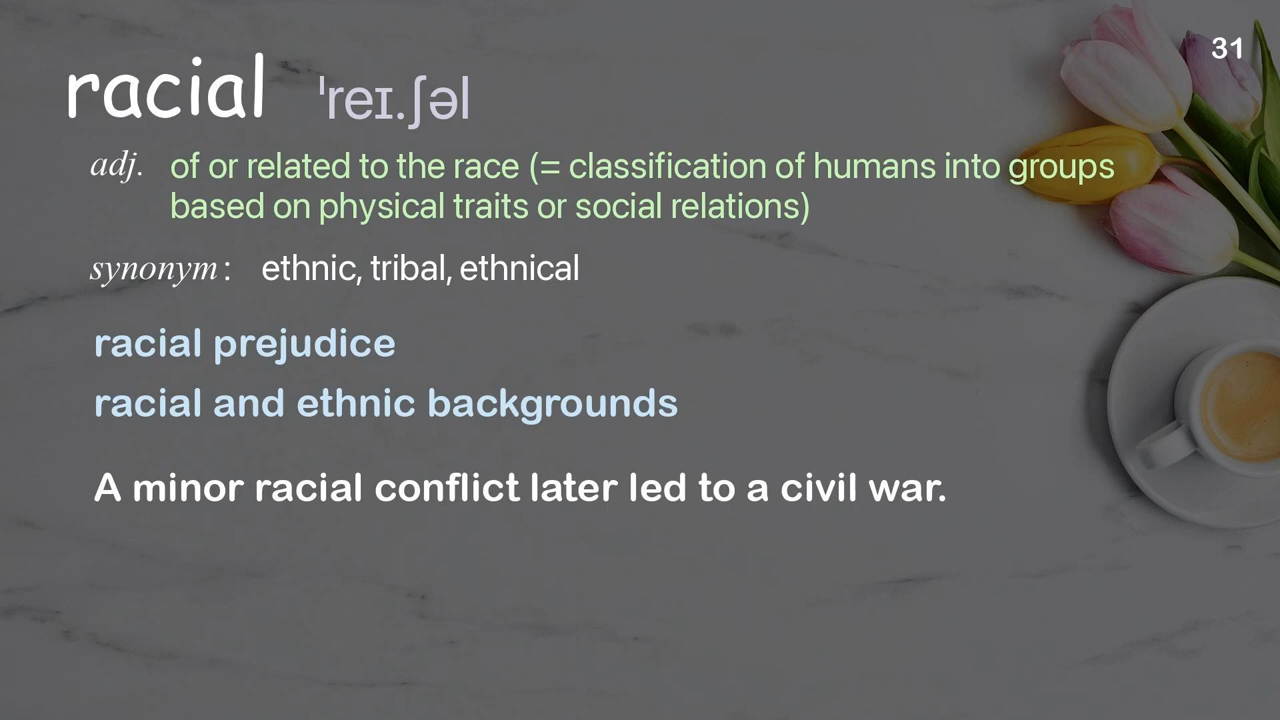 31
racial ˈreɪ.ʃəl
adj. of or related to the race (= classification of humans into groups
based on physical traits or social relations)
synonym: ethnic, tribal, ethnical
racial prejudice
racial and ethnic backgrounds
A minor racial conflict later led to a civil war.